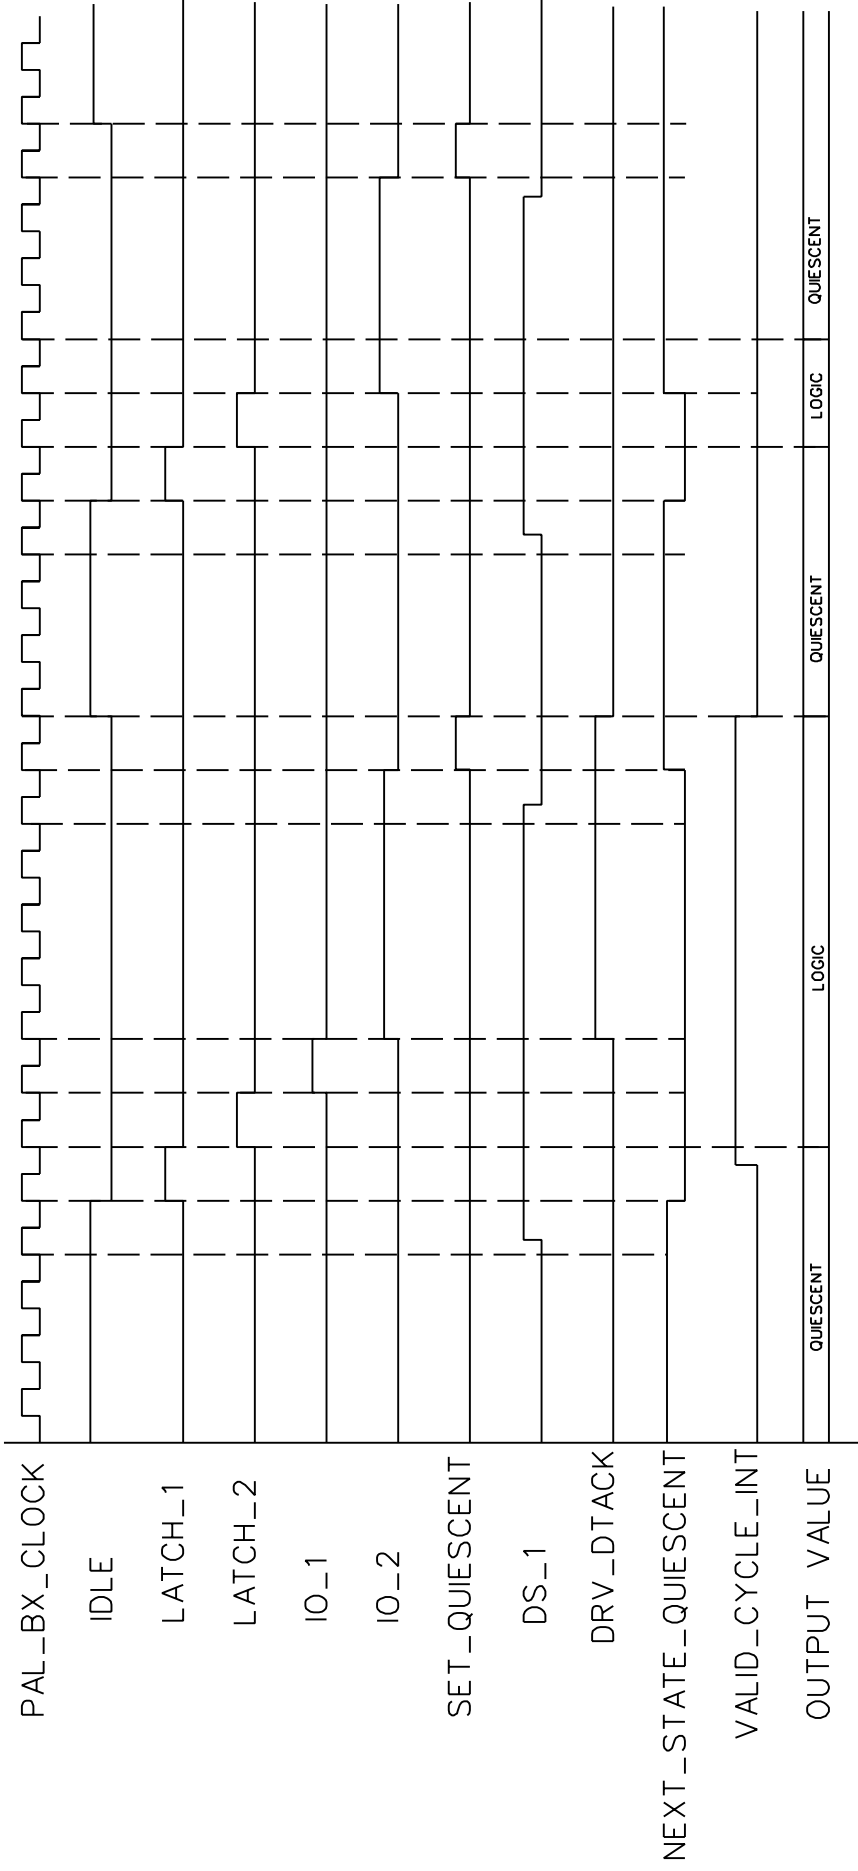 PAL_BX_CLOCK
IDLE
LATCH_1
LATCH_2
IO_1
IO_2
SET_QUIESCENT
DS_1
DRV_DTACK
NEXT_STATE_QUIESCENT
VALID_CYCLE_INT
OUTPUT VALUE
QUIESCENT
LOGIC
QUIESCENT
LOGIC
QUIESCENT